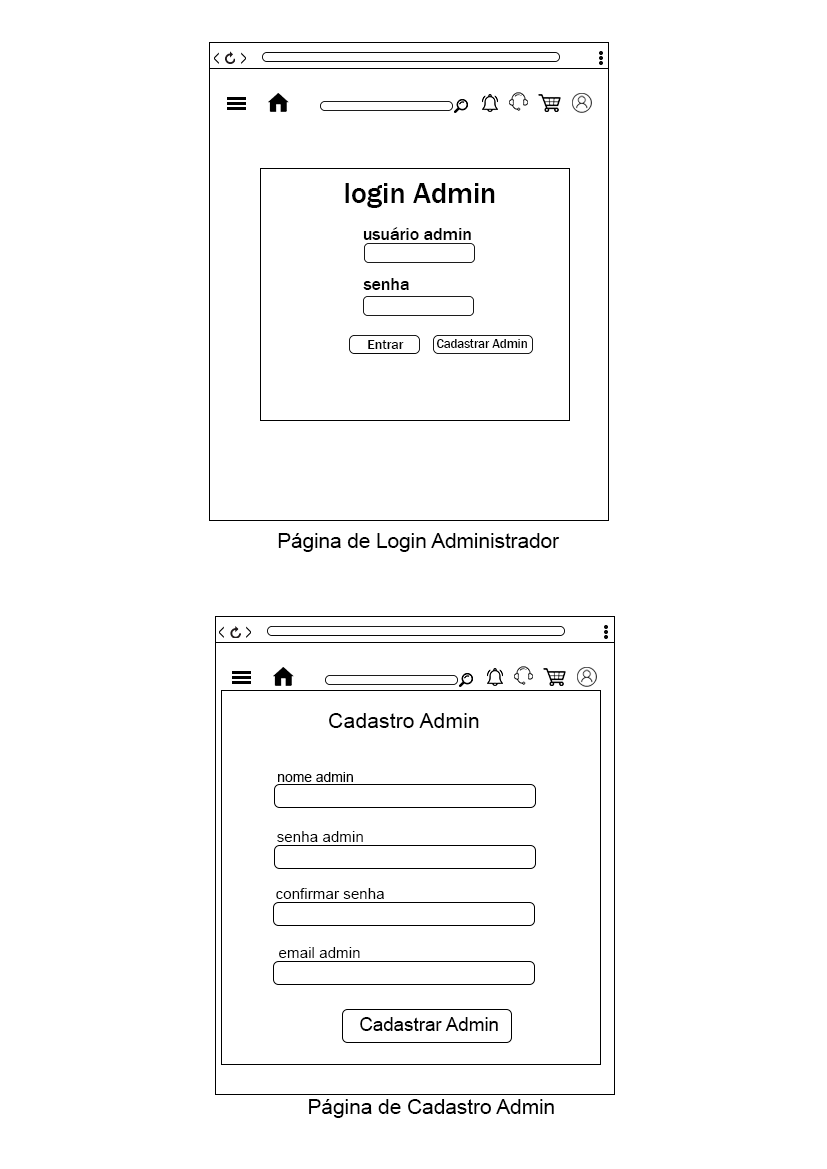 login Admin
usuário admin
senha
Entrar Cadastrar Admin
Página de Login Administrador
Cadastro Admin
nome admin
senha admin
confirmar senha
email admin
Cadastrar Admin
Página de Cadastro Admin